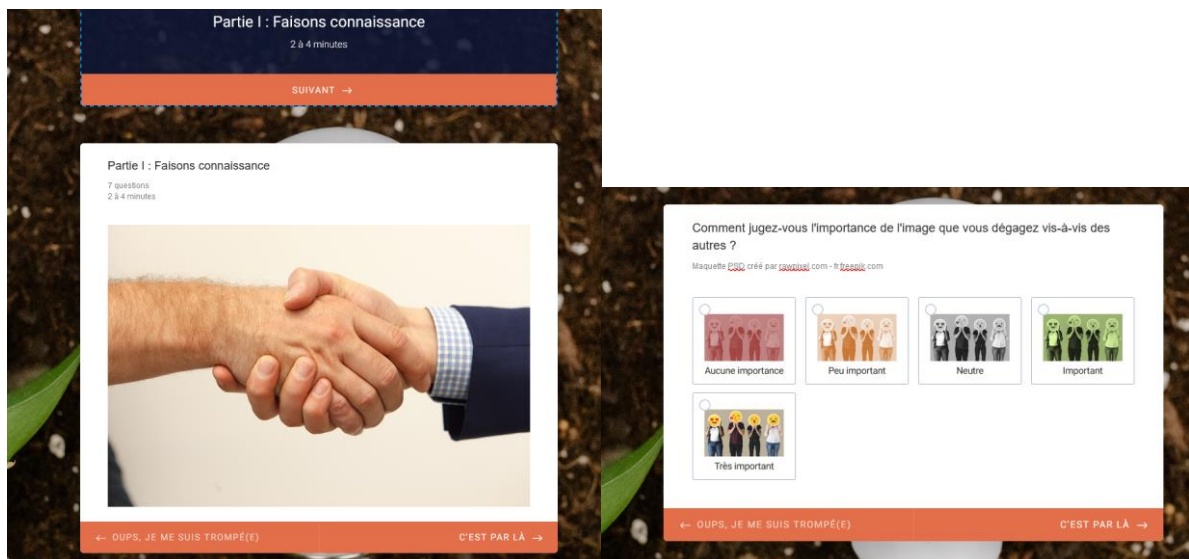 Partie I : Faisons connaissance
2 à 4 minutes
SUIVANT →
Partie I : Faisons connaissance
7 questions
2 à 4 minutes
← OUPS, JE ME SUIS TROMPÉ(E)
C'EST PAR LÀ →
Comment jugez-vous l'importance de l'image que vous dégagez vis-à-vis des
autres ?
Maquette PSD créé par rawpixel.com - fr.freepik.com
Aucune importance
Peu important
Neutre
Important
Très important
← OUPS, JE ME SUIS TROMPÉ(E)
C'EST PAR LÀ →